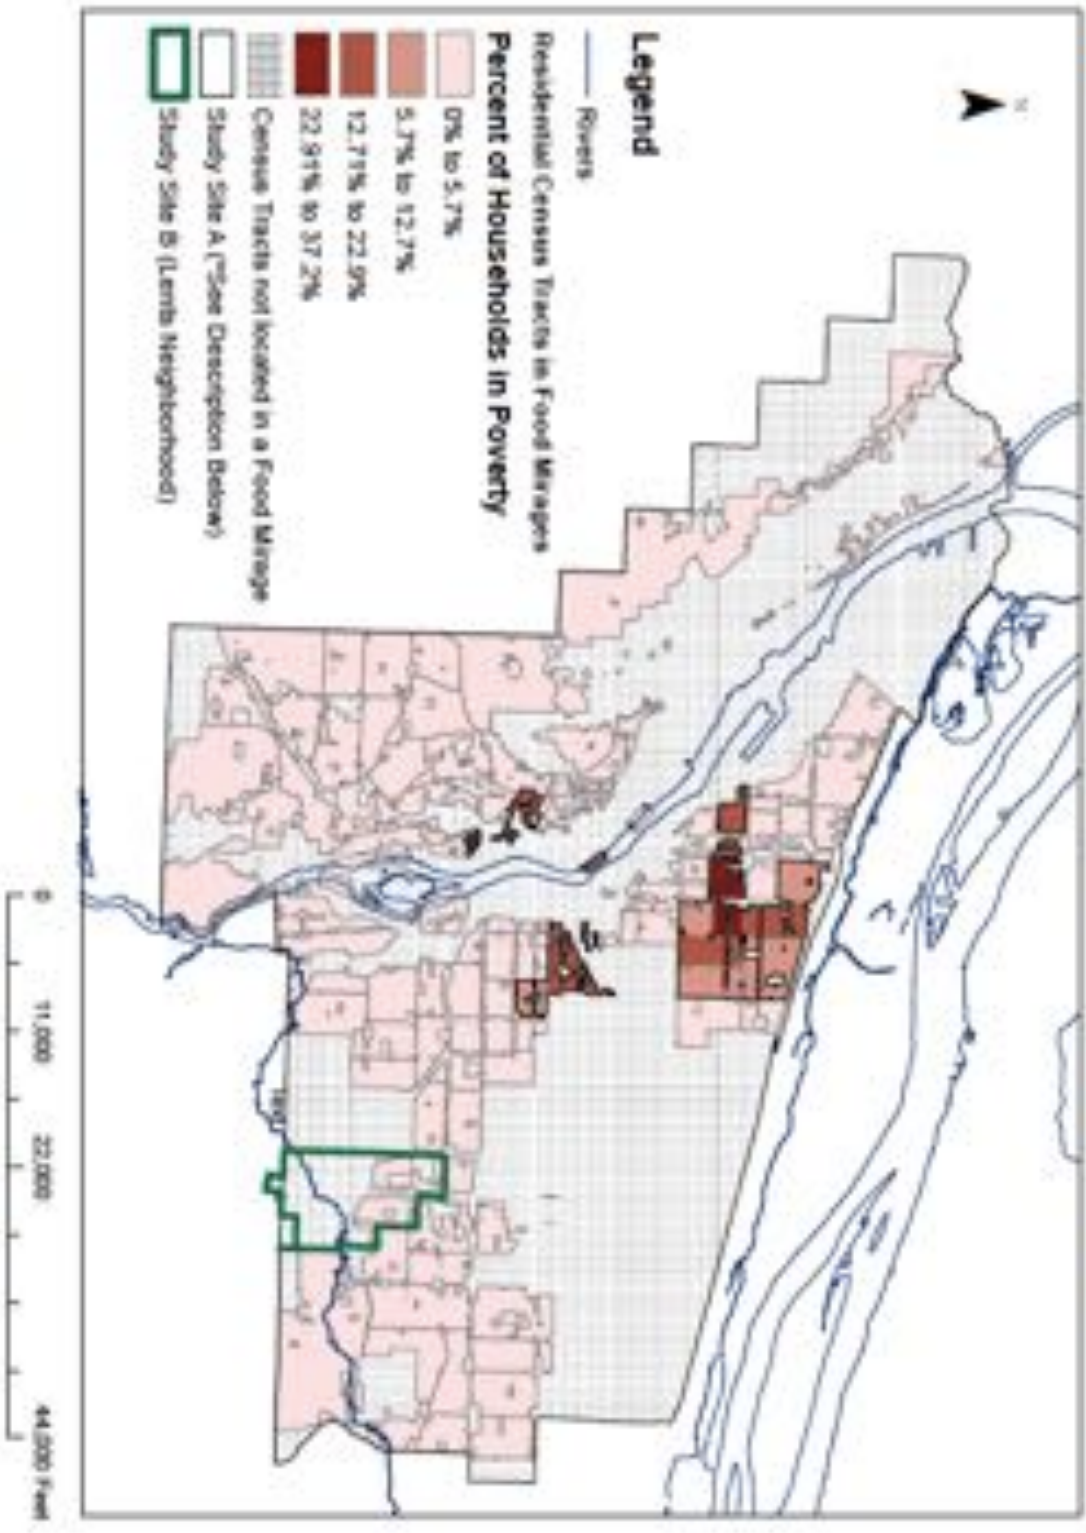 N
Legend
Rivers
Residential Census Tracts in Food Mirages
Percent of Households in Poverty
0% to 5.7%
5.7% to 12.7%
12.71% to 22.9%
22.91% to 37.2%
Census Tracts not located in a Food Mirage
Study Site A (*See Description Below)
Study Site B (Lents Neighborhood)
0 11,000 22,000 44,000 Feet